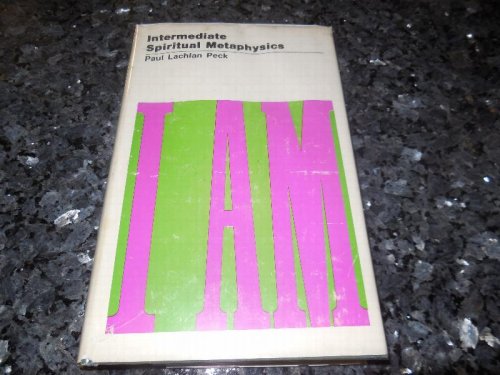 Intermediate
Spiritual Metaphysics
Paul Lachlan Peck
I AM